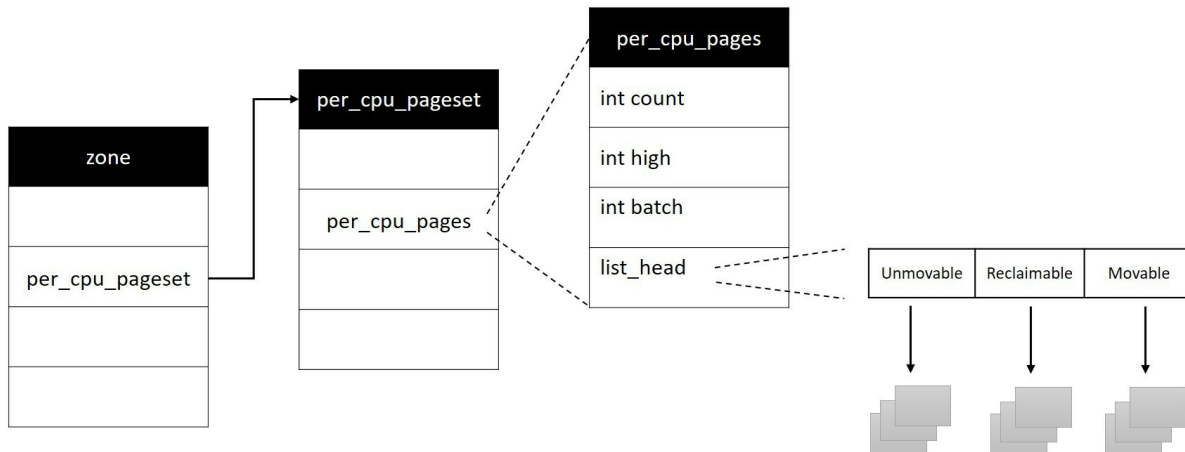 zone
per_cpu_pageset
per_cpu_pageset
per_cpu_pages
per_cpu_pages
int count
int high
int batch
list_head
Unmovable
Reclaimable
Movable